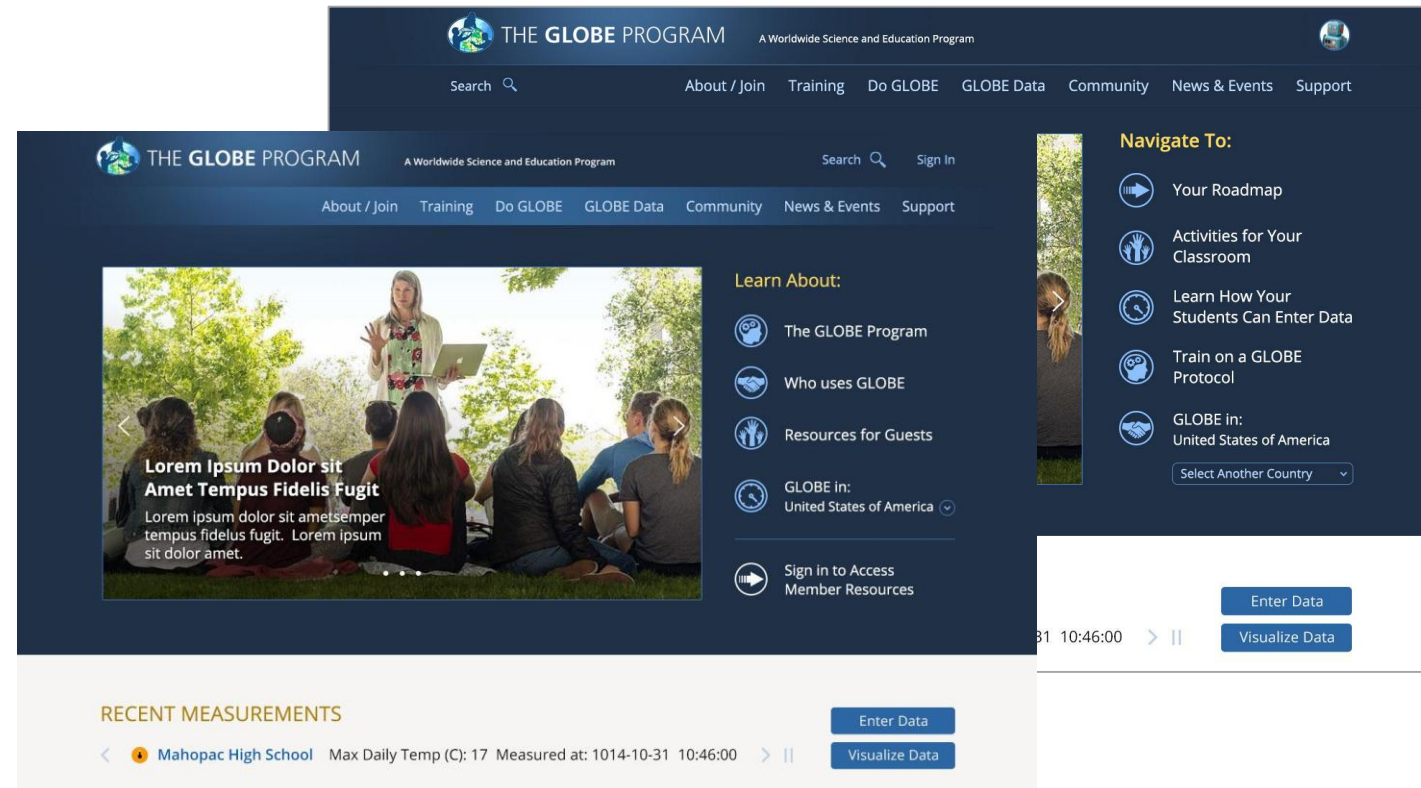 THE GLOBE PROGRAM
A Worldwide Science and Education Program
Search
About / Join Training Do GLOBE GLOBE Data Community News & Events Support
Navigate To:
Your Roadmap
Activities for Your
Classroom
Learn How Your
Students Can Enter Data
Train on a GLOBE
Protocol
GLOBE in:
United States of America
Select Another Country
Enter Data
31 10:46:00
Visualize Data
THE GLOBE PROGRAM
A Worldwide Science and Education Program
Search
Sign In
About / Join Training Do GLOBE GLOBE Data Community News & Events Support
Lorem Ipsum Dolor sit
Amet Tempus Fidelis Fugit
Lorem ipsum dolor sit ametsemper
tempus fidelus fugit. Lorem ipsum
sit dolor amet.
Learn About:
The GLOBE Program
Who uses GLOBE
Resources for Guests
GLOBE in:
United States of America
Sign in to Access
Member Resources
RECENT MEASUREMENTS
Enter Data
Mahopac High School Max Daily Temp (C): 17 Measured at: 1014-10-31 10:46:00
Visualize Data